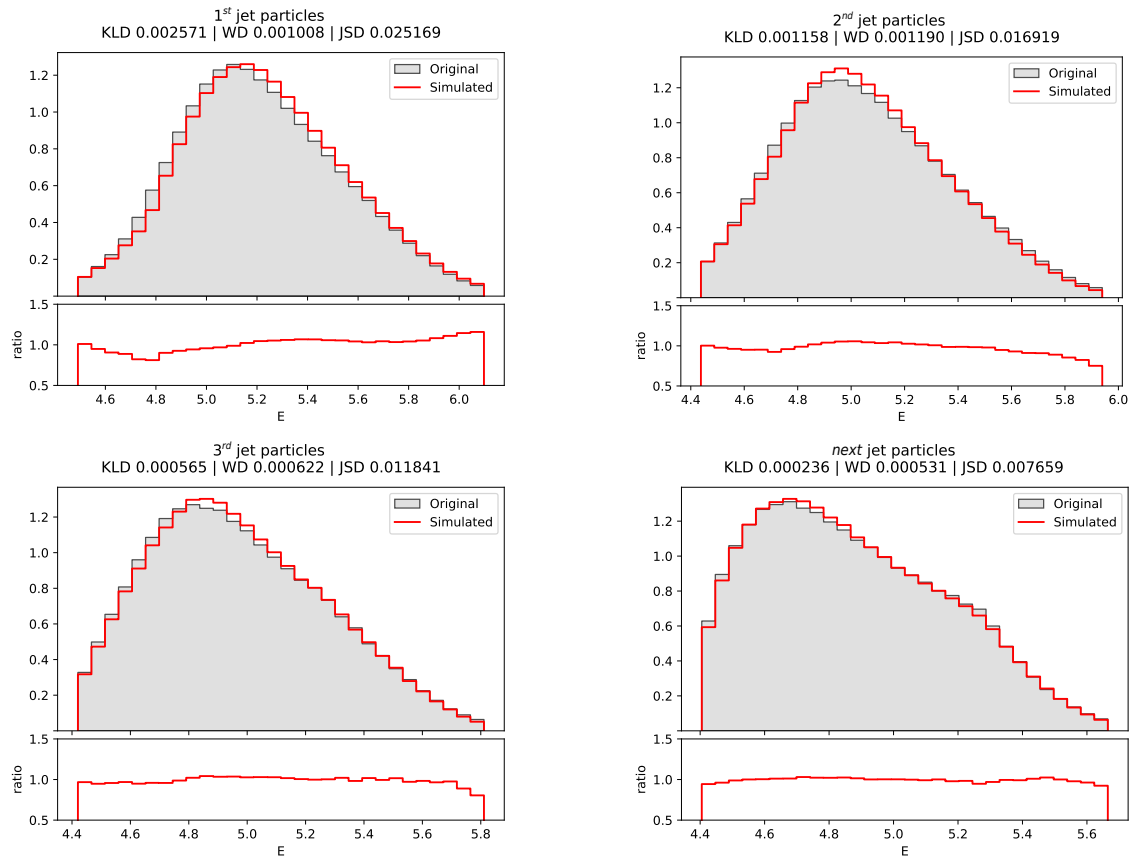 1st jet particles
KLD 0.002571 | WD 0.001008 | JSD 0.025169
Original
Simulated
1.2
1.0
0.8
0.6
0.4
0.2
1.5
1.0
0.5
ratio
4.6 4.8 5.0 5.2 5.4 5.6 5.8 6.0
E
2nd jet particles
KLD 0.001158 | WD 0.001190 | JSD 0.016919
Original
Simulated
1.2
1.0
0.8
0.6
0.4
0.2
1.5
1.0
0.5
ratio
4.4 4.6 4.8 5.0 5.2 5.4 5.6 5.8 6.0
E
3rd jet particles
KLD 0.000565 | WD 0.000622 | JSD 0.011841
Original
Simulated
1.2
1.0
0.8
0.6
0.4
0.2
1.5
1.0
0.5
ratio
4.4 4.6 4.8 5.0 5.2 5.4 5.6 5.8
E
next jet particles
KLD 0.000236 | WD 0.000531 | JSD 0.007659
Original
Simulated
1.2
1.0
0.8
0.6
0.4
0.2
1.5
1.0
0.5
ratio
4.4 4.6 4.8 5.0 5.2 5.4 5.6
E